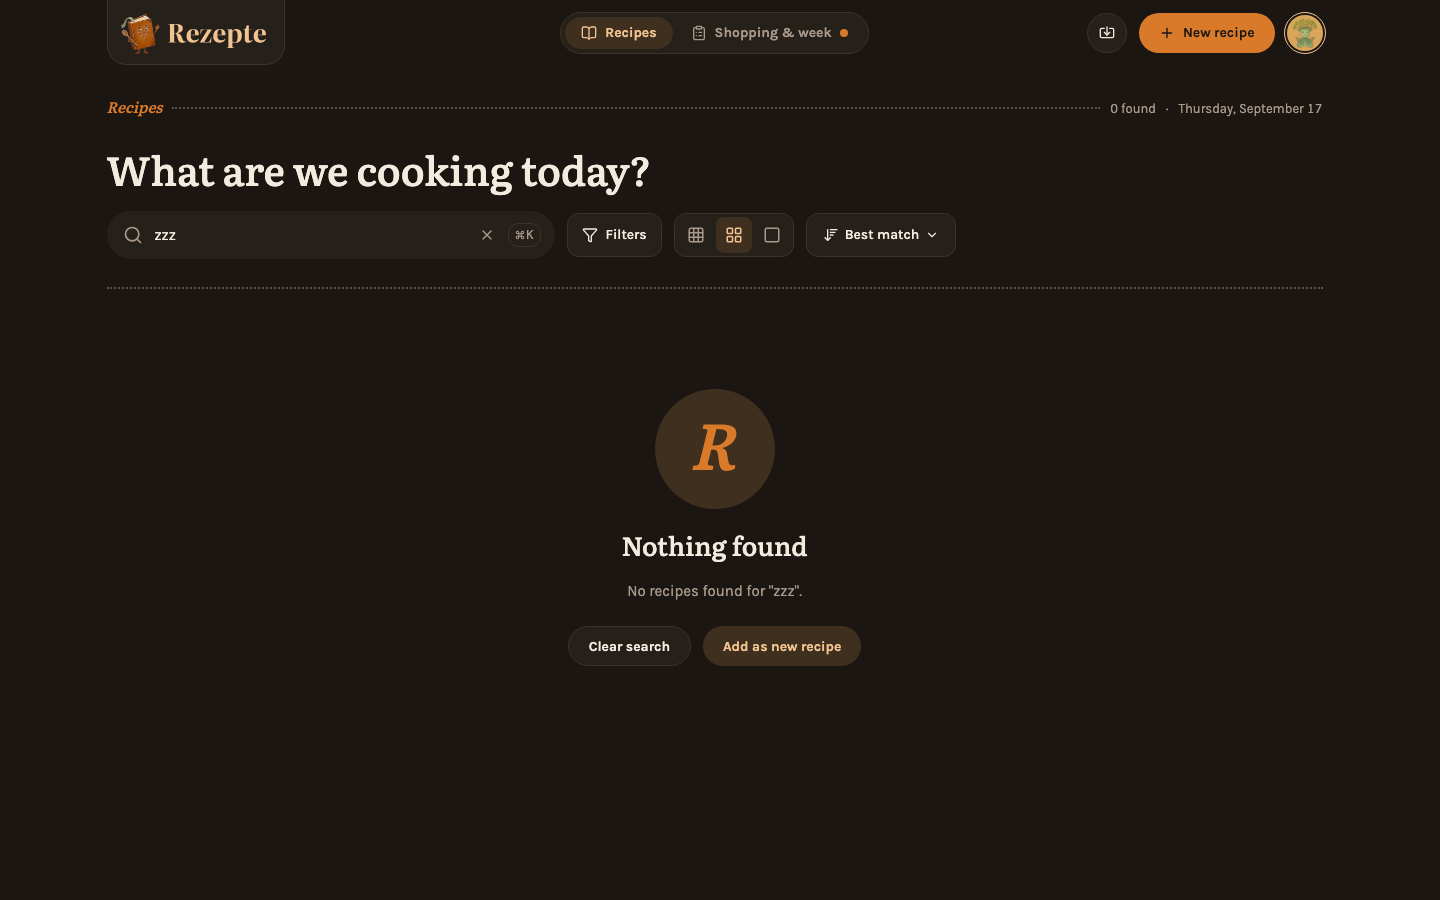 Rezepte
Recipes
Shopping & week
New recipe
Recipes
0 found · Thursday, September 17
What are we cooking today?
zzz
⌘K
Filters
Best match
R
Nothing found
No recipes found for "zzz".
Clear search
Add as new recipe